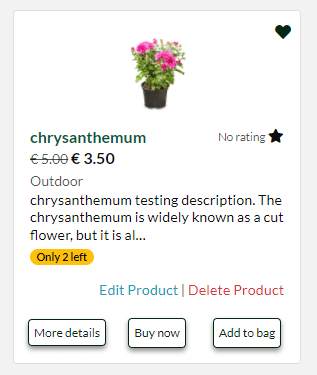 chrysanthemum
No rating
€ 5.00 € 3.50
Outdoor
chrysanthemum testing description. The
chrysanthemum is widely known as a cut
flower, but it is al...
Only 2 left
Edit Product | Delete Product
More details
Buy now
Add to bag